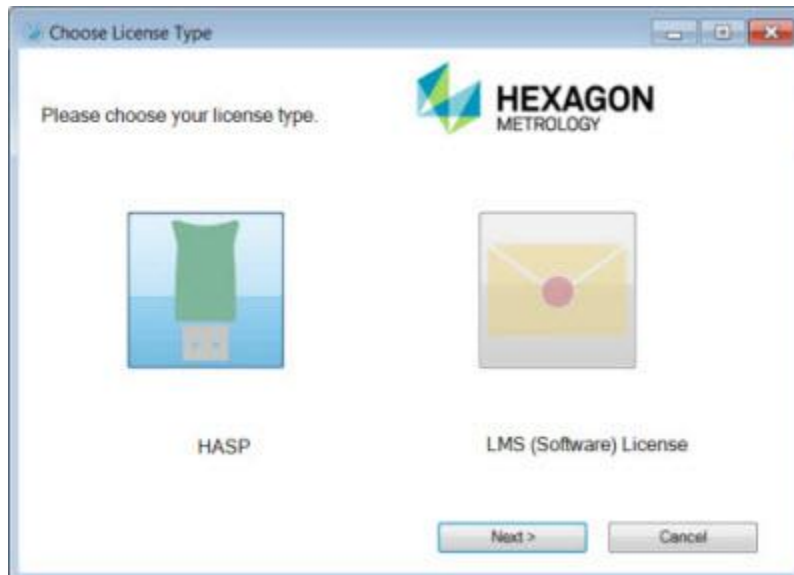 Choose License Type
Please choose your license type.
HEXAGON
METROLOGY
HASP
LMS (Software) License
Next >
Cancel